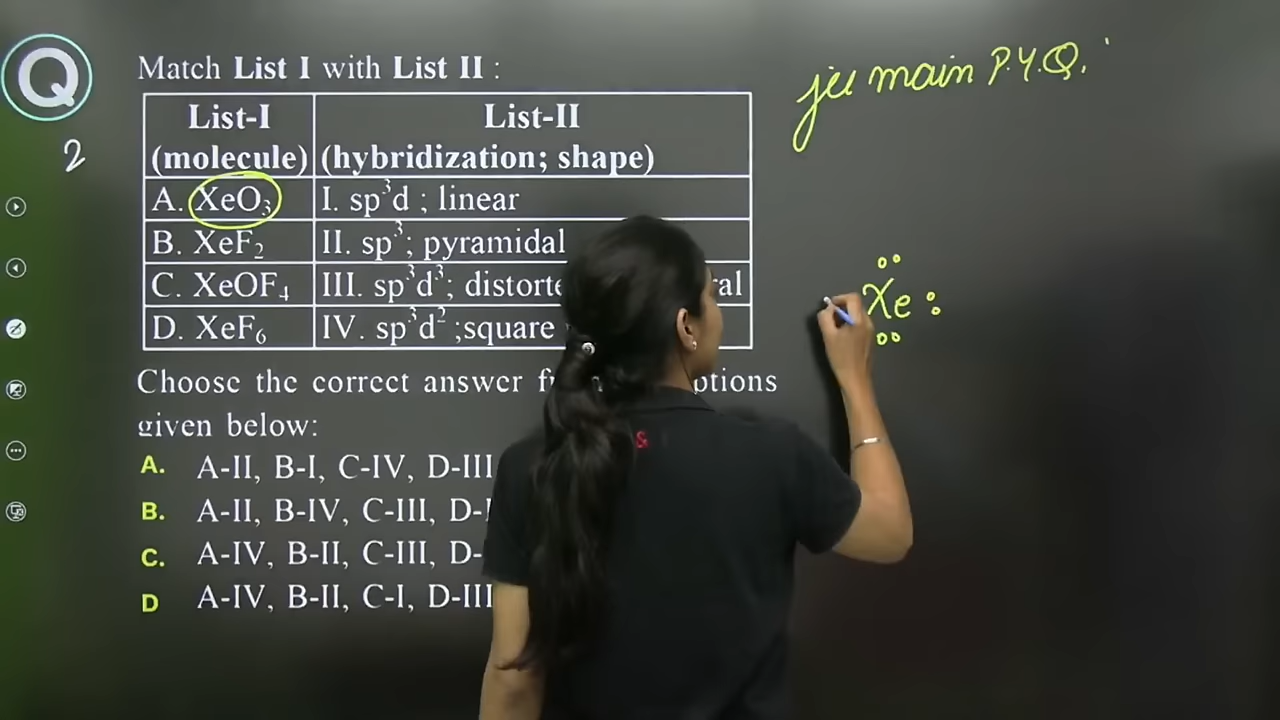 Q
Match List I with List II :
jee main P.Y.Q.
2
List-I List-II
(molecule) (hybridization; shape)
A. XeO₃ I. sp³d ; linear
B. XeF₂ II. sp³; pyramidal
C. XeOF₄ III. sp³d³; ral
D. XeF₆ IV. sp³d² ;square
Xe
Choose the correct answer
given below:
A. A-II, B-I, C-IV, D-III
B. A-II, B-IV, C-III,
C. A-IV, B-II, C-III,
D A-IV, B-II, C-I, D-III